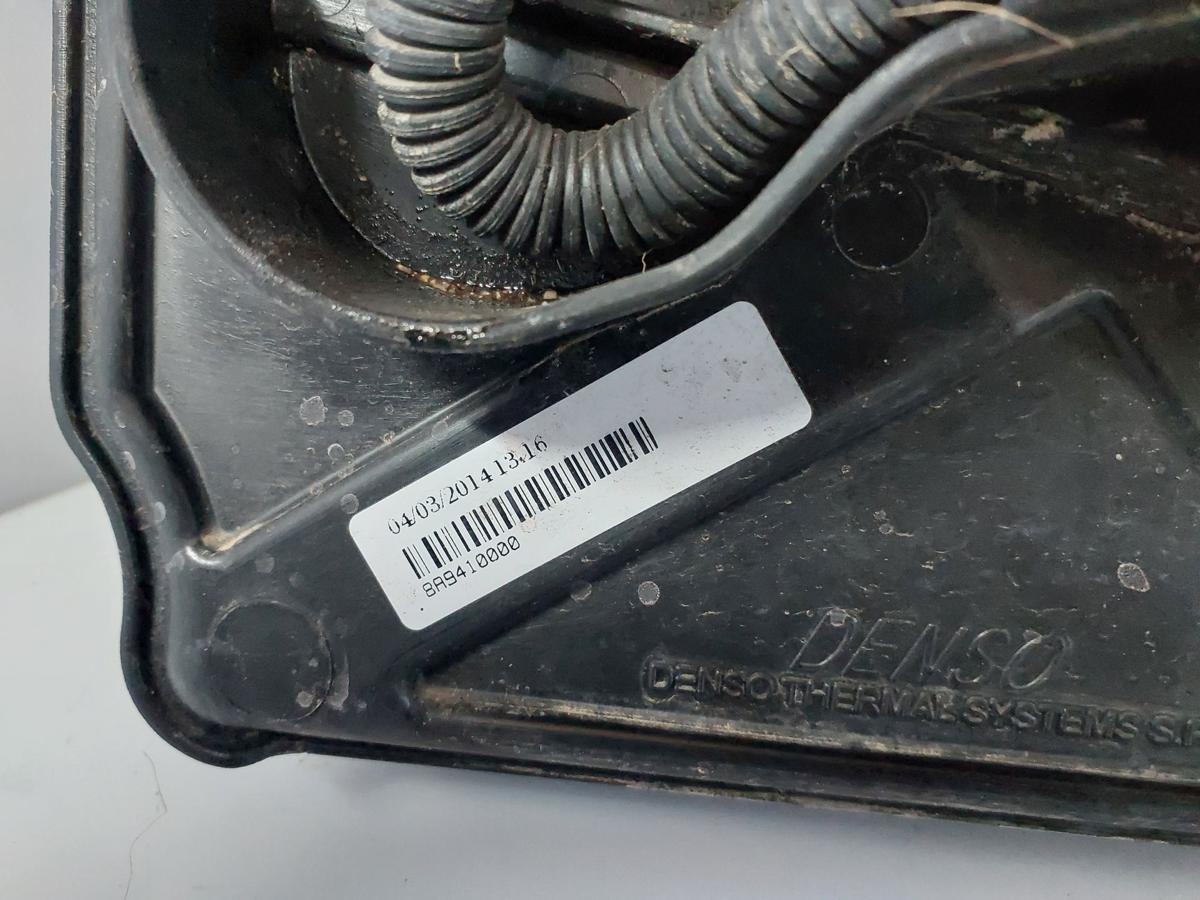 04/03/2014 13.16
8A9410000
DENSO
DENSO THERMAL SYSTEMS S.P